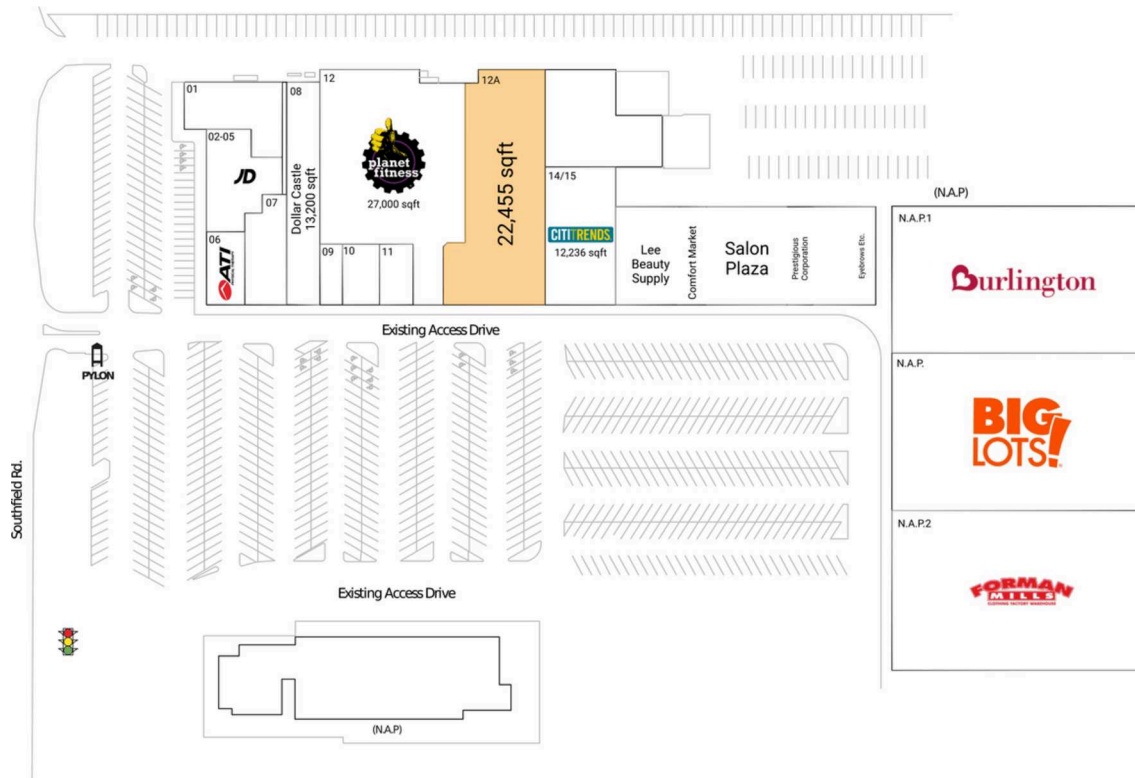 01
02-05
JD
06
ATI
07
08
Dollar Castle
13,200 sqft
12
planet
fitness
27,000 sqft
09
10
11
12A
22,455 sqft
14/15
CITITRENDS
12,236 sqft
Lee
Beauty
Supply
Comfort Market
Salon
Plaza
Prestigious
Corporation
Eyebrows Etc.
(N.A.P)
N.A.P.1
Burlington
N.A.P.
BIG
LOTS!
N.A.P.2
FORMAN
MILLS
CLOTHING FACTORY WAREHOUSE
Existing Access Drive
PYLON
Southfield Rd.
Existing Access Drive
(N.A.P)